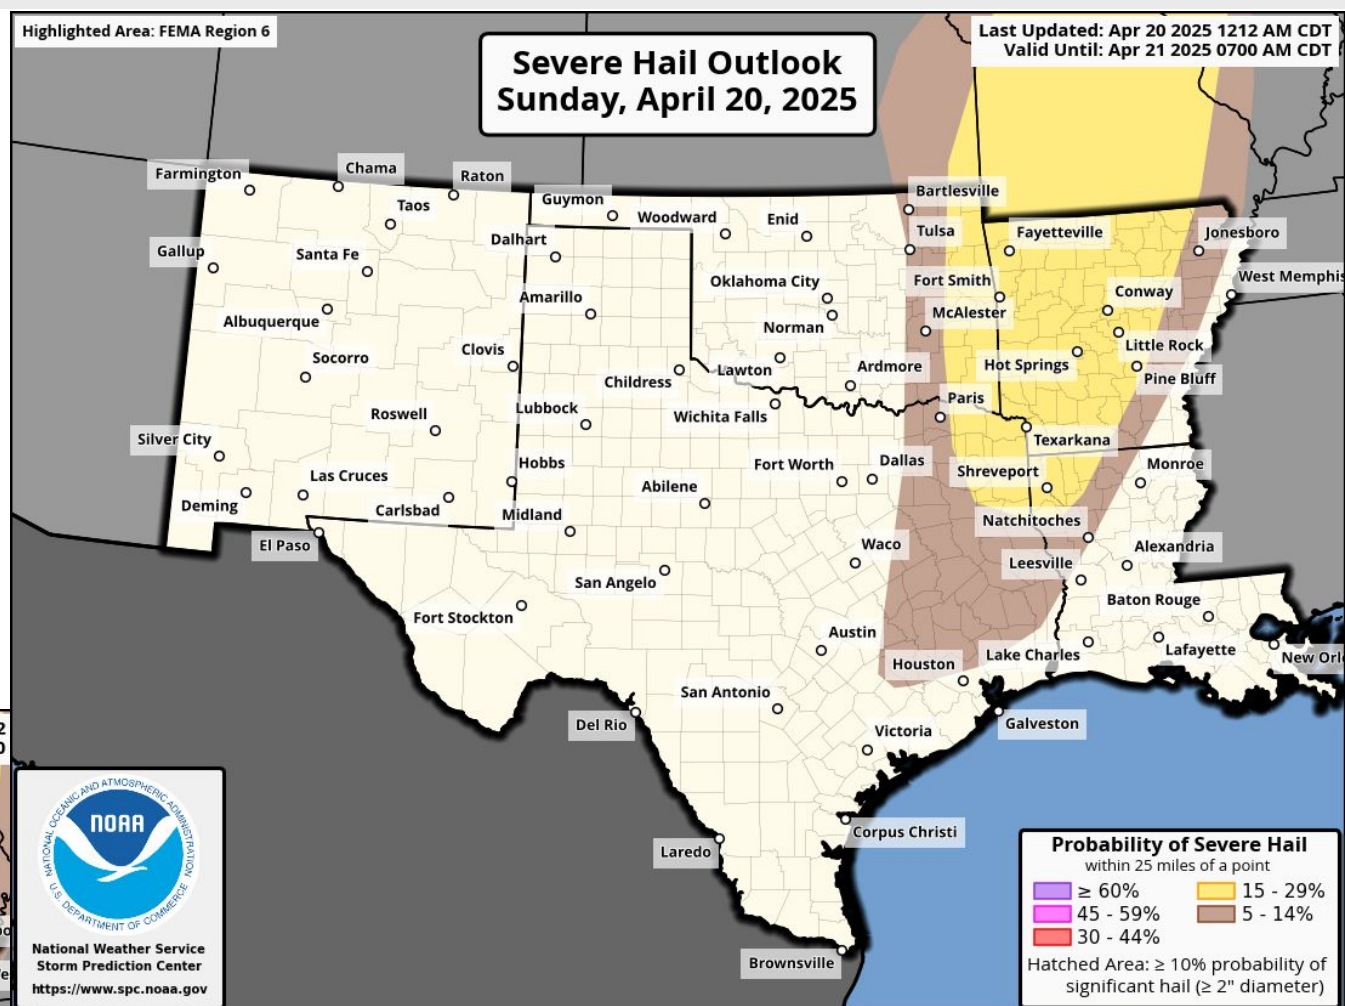 Highlighted Area: FEMA Region 6
Severe Hail Outlook
Sunday, April 20, 2025
Last Updated: Apr 20 2025 1212 AM CDT
Valid Until: Apr 21 2025 0700 AM CDT
Farmington
Chama
Raton
Taos
Guymon
Woodward
Enid
Bartlesville
Tulsa
Fayetteville
Jonesboro
Gallup
Santa Fe
Dalhart
Oklahoma City
Fort Smith
Conway
West Memphis
Albuquerque
Amarillo
Norman
McAlester
Little Rock
Socorro
Clovis
Childress
Lawton
Ardmore
Hot Springs
Pine Bluff
Roswell
Lubbock
Wichita Falls
Paris
Texarkana
Silver City
Las Cruces
Hobbs
Abilene
Fort Worth
Dallas
Shreveport
Monroe
Deming
Carlsbad
Midland
Natchitoches
El Paso
San Angelo
Waco
Leesville
Alexandria
Fort Stockton
Austin
Baton Rouge
Houston
Lake Charles
Lafayette
New Orl
San Antonio
Del Rio
Victoria
Galveston
Laredo
Corpus Christi
Brownsville
NATIONAL OCEANIC AND ATMOSPHERIC ADMINISTRATION
NOAA
U.S. DEPARTMENT OF COMMERCE
National Weather Service
Storm Prediction Center
https://www.spc.noaa.gov
Probability of Severe Hail
within 25 miles of a point
≥ 60%
15 - 29%
45 - 59%
5 - 14%
30 - 44%
Hatched Area: ≥ 10% probability of
significant hail (≥ 2" diameter)